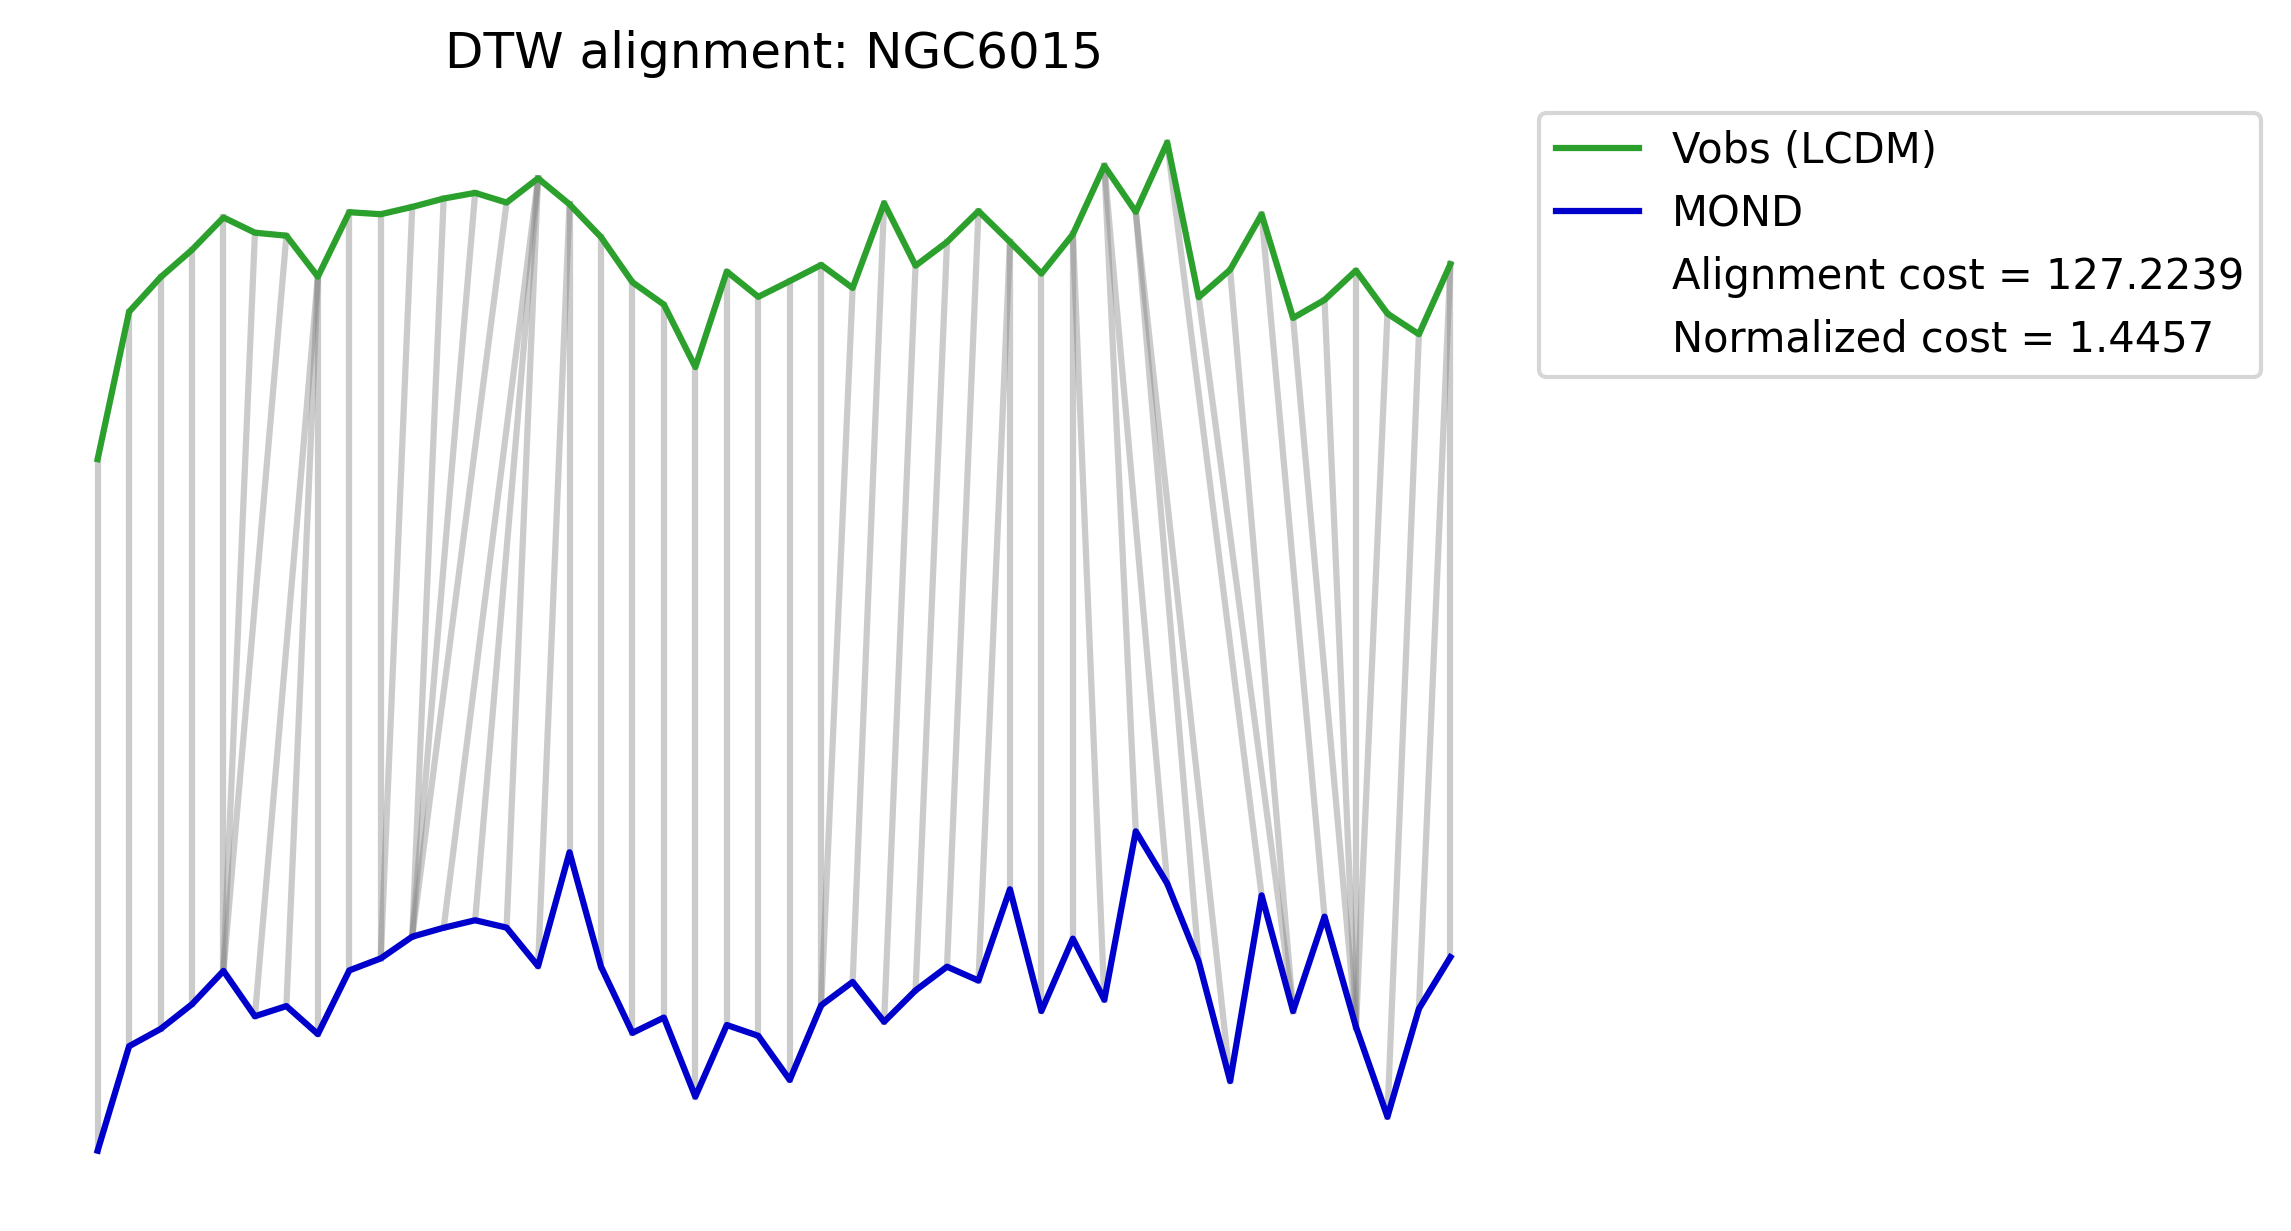 DTW alignment: NGC6015
Vobs (LCDM)
MOND
Alignment cost = 127.2239
Normalized cost = 1.4457